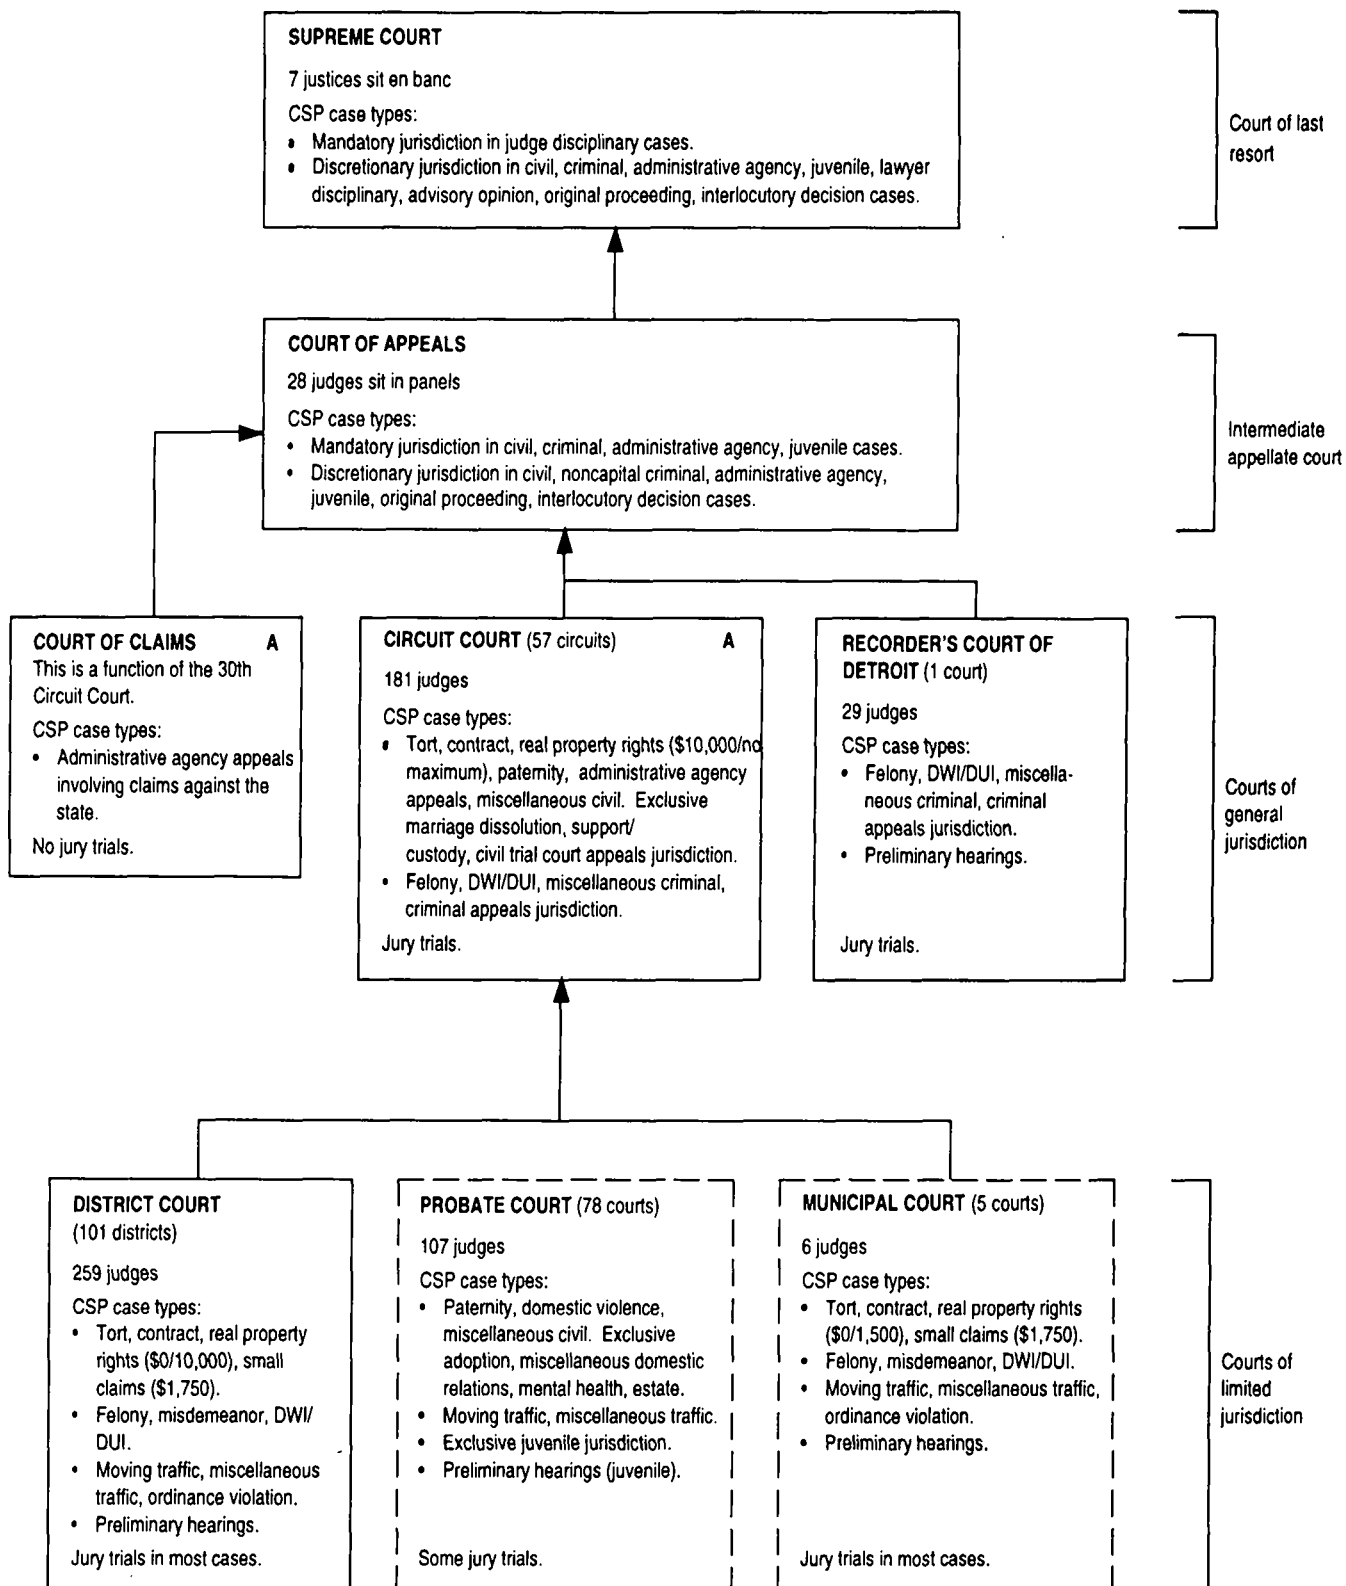 SUPREME COURT
7 justices sit en banc
CSP case types:
• Mandatory jurisdiction in judge disciplinary cases.
• Discretionary jurisdiction in civil, criminal, administrative agency, juvenile, lawyer
disciplinary, advisory opinion, original proceeding, interlocutory decision cases.
Court of last
resort
COURT OF APPEALS
28 judges sit in panels
CSP case types:
• Mandatory jurisdiction in civil, criminal, administrative agency, juvenile cases.
• Discretionary jurisdiction in civil, noncapital criminal, administrative agency,
juvenile, original proceeding, interlocutory decision cases.
Intermediate
appellate court
COURT OF CLAIMS A
This is a function of the 30th
Circuit Court.
CSP case types:
• Administrative agency appeals
involving claims against the
state.
No jury trials.
CIRCUIT COURT (57 circuits) A
181 judges
CSP case types:
• Tort, contract, real property rights ($10,000/no
maximum), paternity, administrative agency
appeals, miscellaneous civil. Exclusive
marriage dissolution, support/
custody, civil trial court appeals jurisdiction.
• Felony, DWI/DUI, miscellaneous criminal,
criminal appeals jurisdiction.
Jury trials.
RECORDER'S COURT OF
DETROIT (1 court)
29 judges
CSP case types:
• Felony, DWI/DUI, miscella-
neous criminal, criminal
appeals jurisdiction.
• Preliminary hearings.
Jury trials.
Courts of
general
jurisdiction
DISTRICT COURT
(101 districts)
259 judges
CSP case types:
• Tort, contract, real property
rights ($0/10,000), small
claims ($1,750).
• Felony, misdemeanor, DWI/
DUI.
• Moving traffic, miscellaneous
traffic, ordinance violation.
• Preliminary hearings.
Jury trials in most cases.
PROBATE COURT (78 courts)
107 judges
CSP case types:
• Paternity, domestic violence,
miscellaneous civil. Exclusive
adoption, miscellaneous domestic
relations, mental health, estate.
• Moving traffic, miscellaneous traffic.
• Exclusive juvenile jurisdiction.
• Preliminary hearings (juvenile).
Some jury trials.
MUNICIPAL COURT (5 courts)
6 judges
CSP case types:
• Tort, contract, real property rights
($0/1,500), small claims ($1,750).
• Felony, misdemeanor, DWI/DUI.
• Moving traffic, miscellaneous traffic,
ordinance violation.
• Preliminary hearings.
Jury trials in most cases.
Courts of
limited
jurisdiction